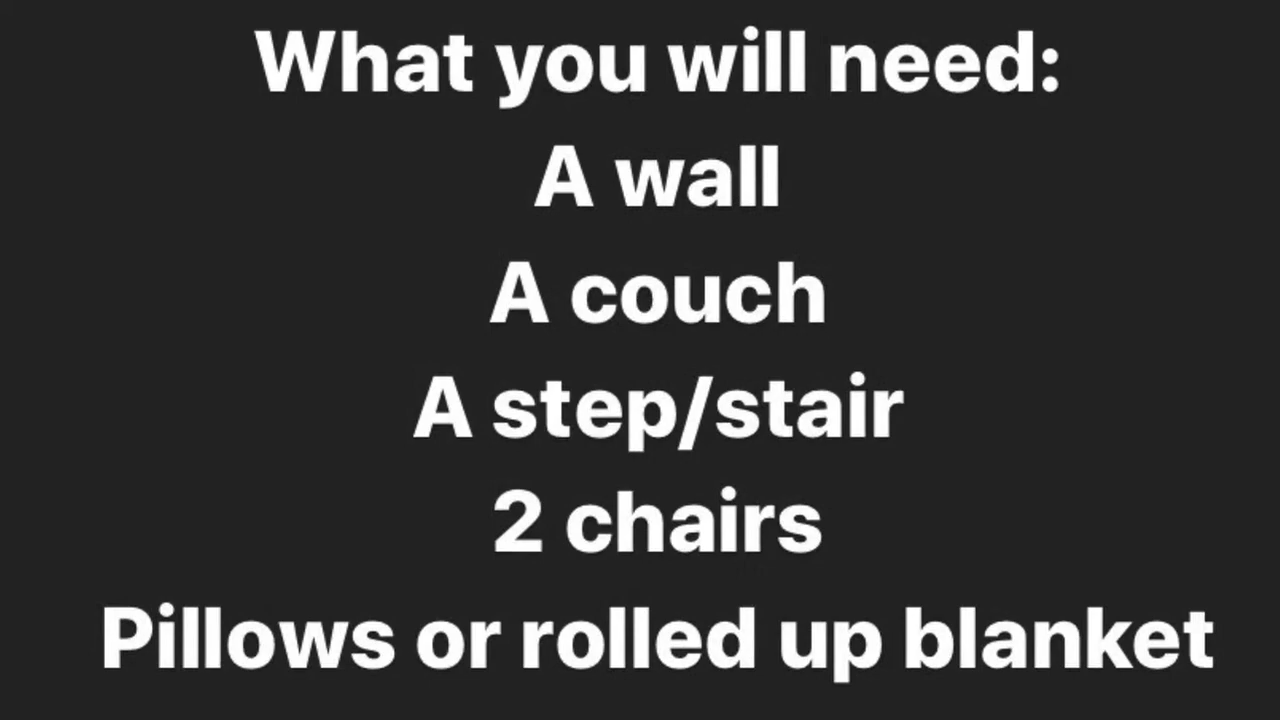 What you will need:
A wall
A couch
A step/stair
2 chairs
Pillows or rolled up blanket